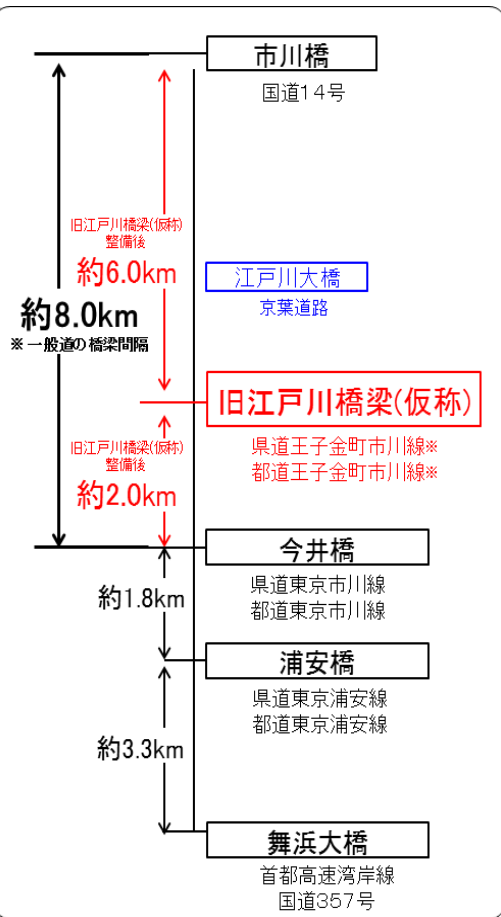 市川橋
国道14号
旧江戸川橋梁(仮称)
整備後
約6.0km
江戸川大橋
京葉道路
約8.0km
※一般道の橋梁間隔
旧江戸川橋梁(仮称)
県道王子金町市川線※
都道王子金町市川線※
旧江戸川橋梁(仮称)
整備後
約2.0km
今井橋
県道東京市川線
都道東京市川線
約1.8km
浦安橋
県道東京浦安線
都道東京浦安線
約3.3km
舞浜大橋
首都高速湾岸線
国道357号